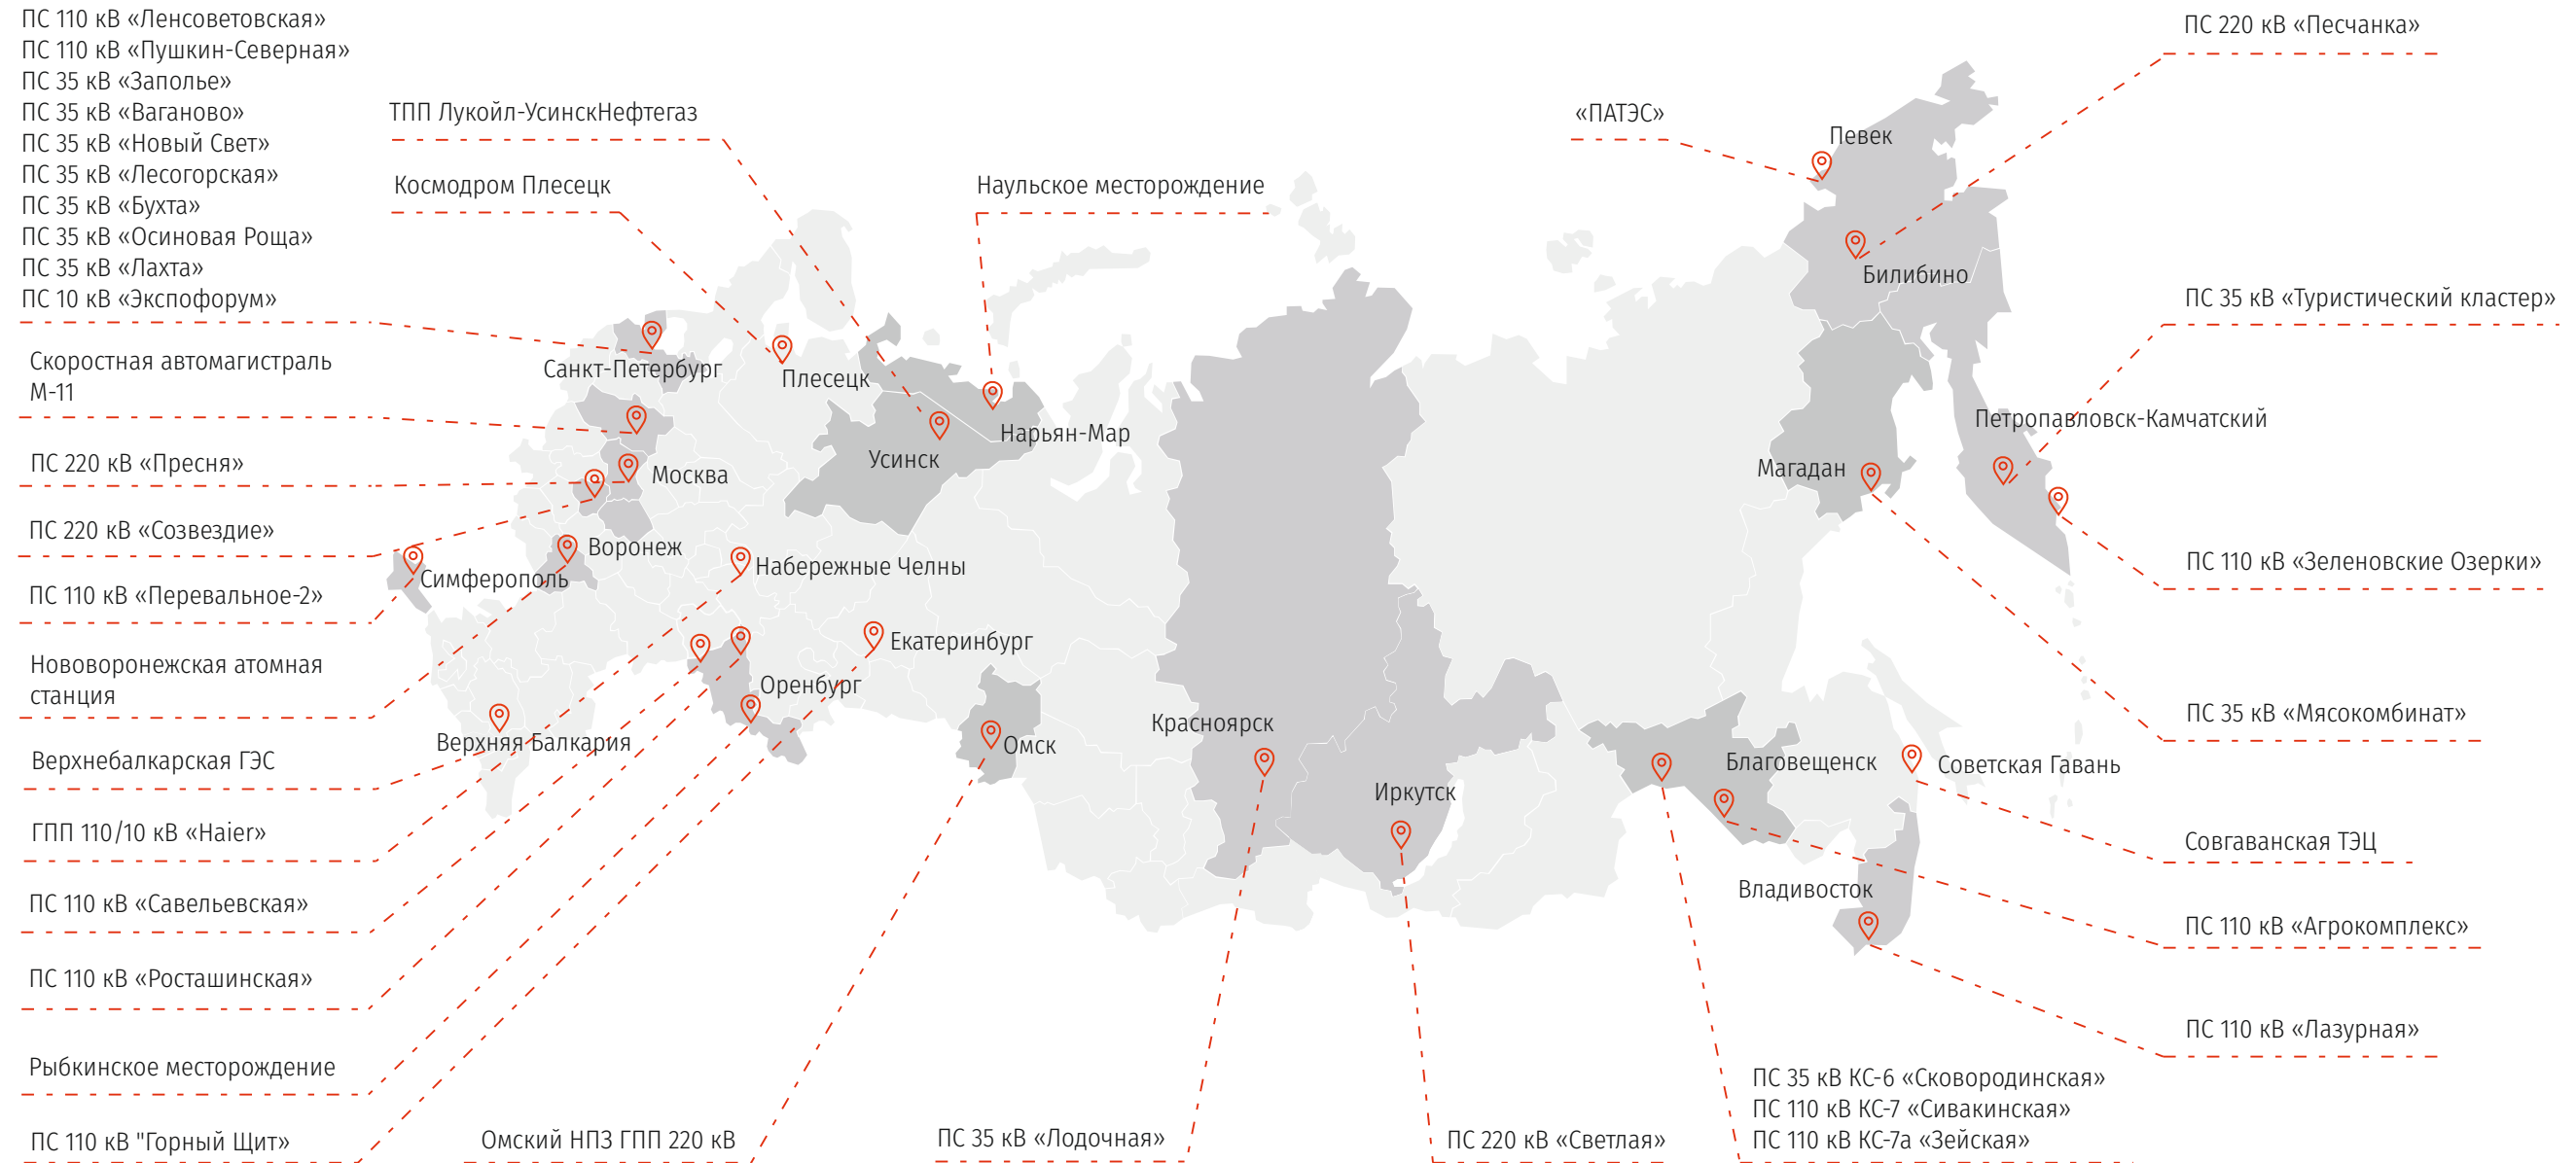 ПС 110 кВ «Ленсоветовская»
ПС 110 кВ «Пушкин-Северная»
ПС 35 кВ «Заполье»
ПС 35 кВ «Ваганово»
ПС 35 кВ «Новый Свет»
ПС 35 кВ «Лесогорская»
ПС 35 кВ «Бухта»
ПС 35 кВ «Осиновая Роща»
ПС 35 кВ «Лахта»
ПС 10 кВ «Экспофорум»
Скоростная автомагистраль
М-11
ПС 220 кВ «Пресня»
ПС 220 кВ «Созвездие»
ПС 110 кВ «Перевальное-2»
Нововоронежская атомная
станция
Верхнебалкарская ГЭС
ГПП 110/10 кВ «Haier»
ПС 110 кВ «Савельевская»
ПС 110 кВ «Росташинская»
Рыбкинское месторождение
ПС 110 кВ "Горный Щит»
ТПП Лукойл-УсинскНефтегаз
Космодром Плесецк
Наульское месторождение
«ПАТЭС»
Певек
Билибино
Санкт-Петербург
Плесецк
Нарьян-Мар
Усинск
Москва
Воронеж
Симферополь
Набережные Челны
Екатеринбург
Оренбург
Верхняя Балкария
Омск
Красноярск
Иркутск
Благовещенск
Советская Гавань
Владивосток
Магадан
Петропавловск-Камчатский
Омский НПЗ ГПП 220 кВ
ПС 35 кВ «Лодочная»
ПС 220 кВ «Светлая»
ПС 35 кВ КС-6 «Сковородинская»
ПС 110 кВ КС-7 «Сивакинская»
ПС 110 кВ КС-7а «Зейская»
ПС 220 кВ «Песчанка»
ПС 35 кВ «Туристический кластер»
ПС 110 кВ «Зеленовские Озерки»
ПС 35 кВ «Мясокомбинат»
Совгаванская ТЭЦ
ПС 110 кВ «Агрокомплекс»
ПС 110 кВ «Лазурная»